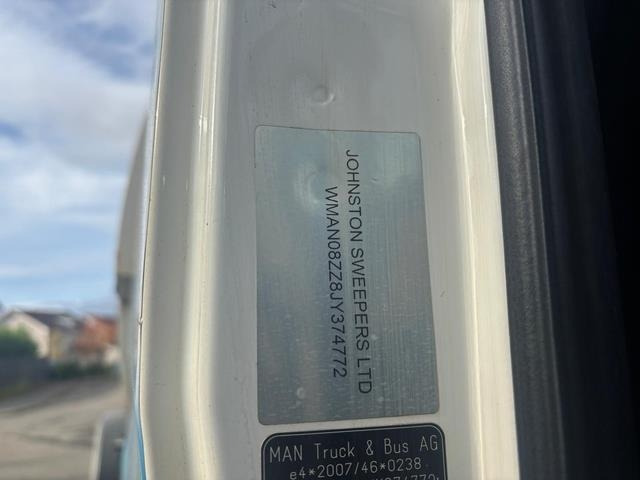 JOHNSTON SWEEPERS LTD
WMAN08ZZ8JY374772
MAN Truck & Bus AG
e4*2007/46*0238